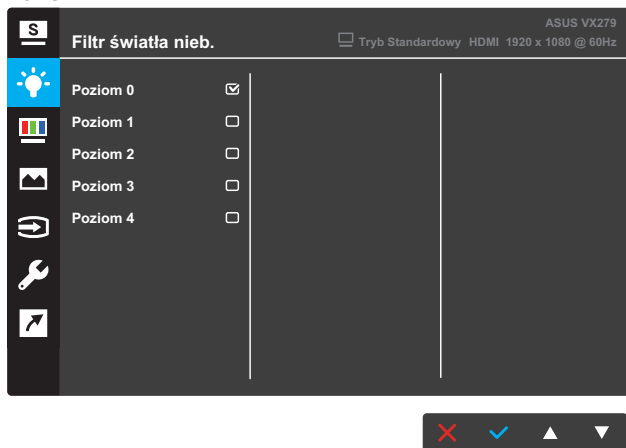 S
ASUS VX279
Filtr światła nieb.
Tryb Standardowy HDMI 1920 x 1080 @ 60Hz
Poziom 0
Poziom 1
Poziom 2
Poziom 3
Poziom 4